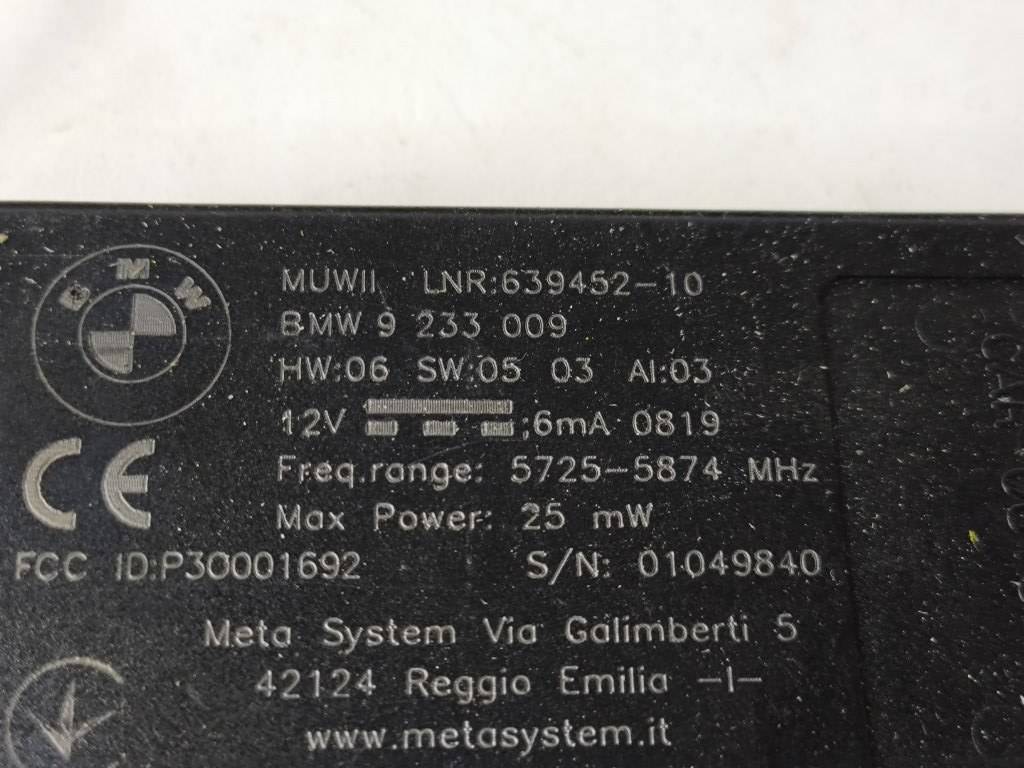 BMW
MUWII LNR:639452-10
BMW 9 233 009
HW:06 SW:05 03 AI:03
12V ;6mA 0819
Freq.range: 5725-5874 MHz
Max Power: 25 mW
CE
FCC ID:P30001692 S/N: 01049840
Meta System Via Galimberti 5
42124 Reggio Emilia -I-
www.metasystem.it